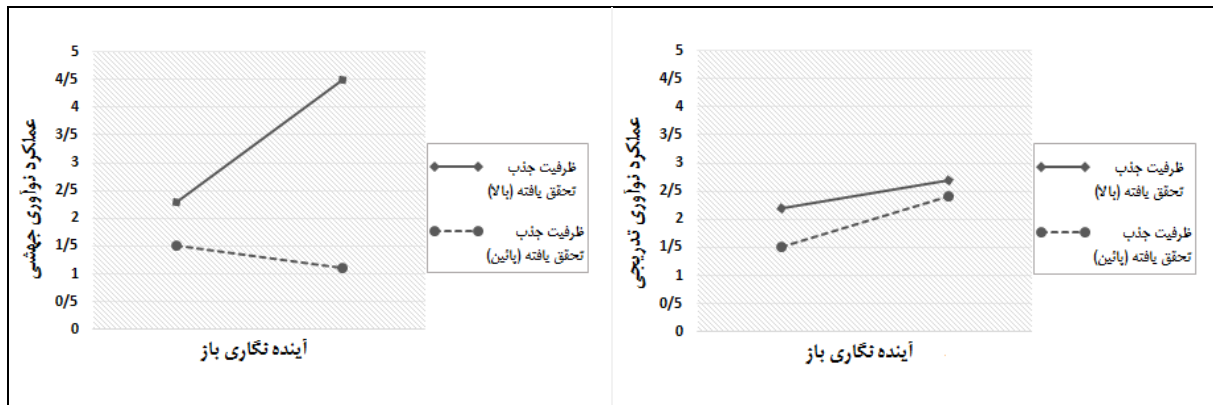 5
4/5
4
3/5
3
2/5
2
1/5
1
0/5
0
عملکرد نوآوری جهشی
آینده نگاری باز
ظرفیت جذب
تحقق یافته (بالا)
ظرفیت جذب
تحقق یافته (پائین)
5
4/5
4
3/5
3
2/5
2
1/5
1
0/5
0
عملکرد نوآوری تدریجی
آینده نگاری باز
ظرفیت جذب
تحقق یافته (بالا)
ظرفیت جذب
تحقق یافته (پائین)